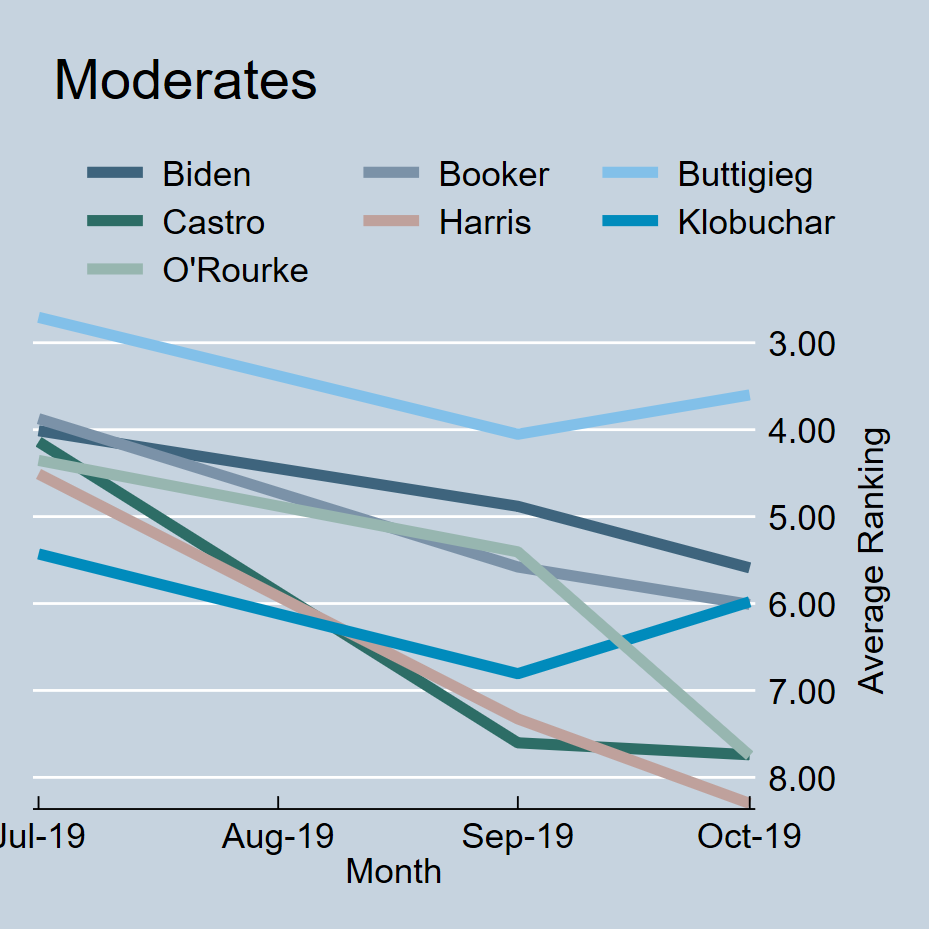 Moderates
Biden Booker Buttigieg
Castro Harris Klobuchar
O'Rourke
3.00
4.00
5.00
6.00
7.00
8.00
Average Ranking
Jul-19 Aug-19 Sep-19 Oct-19
Month